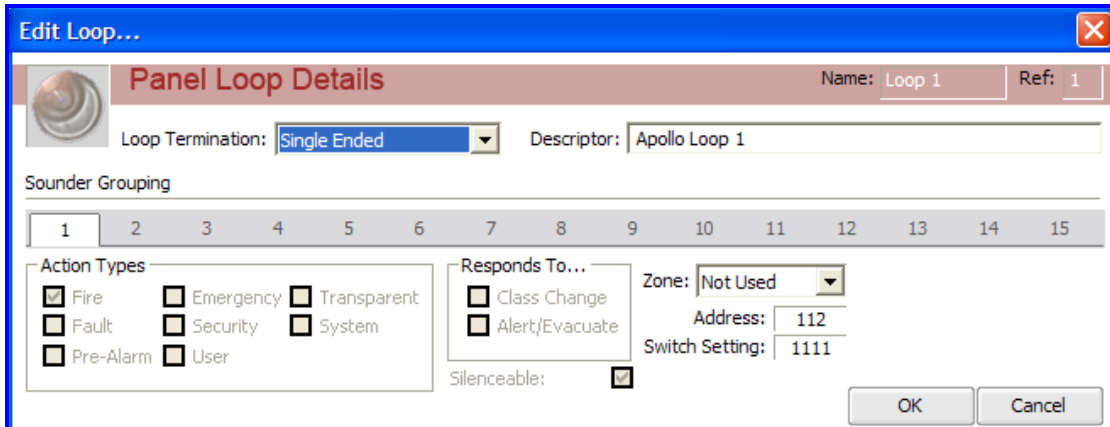 Edit Loop...
Panel Loop Details
Name: Loop 1 Ref: 1
Loop Termination: Single Ended Descriptor: Apollo Loop 1
Sounder Grouping
1 2 3 4 5 6 7 8 9 10 11 12 13 14 15
Action Types
Fire Emergency Transparent
Fault Security System
Pre-Alarm User
Responds To...
Class Change
Alert/Evacuate
Silenceable:
Zone: Not Used
Address: 112
Switch Setting: 1111
OK Cancel